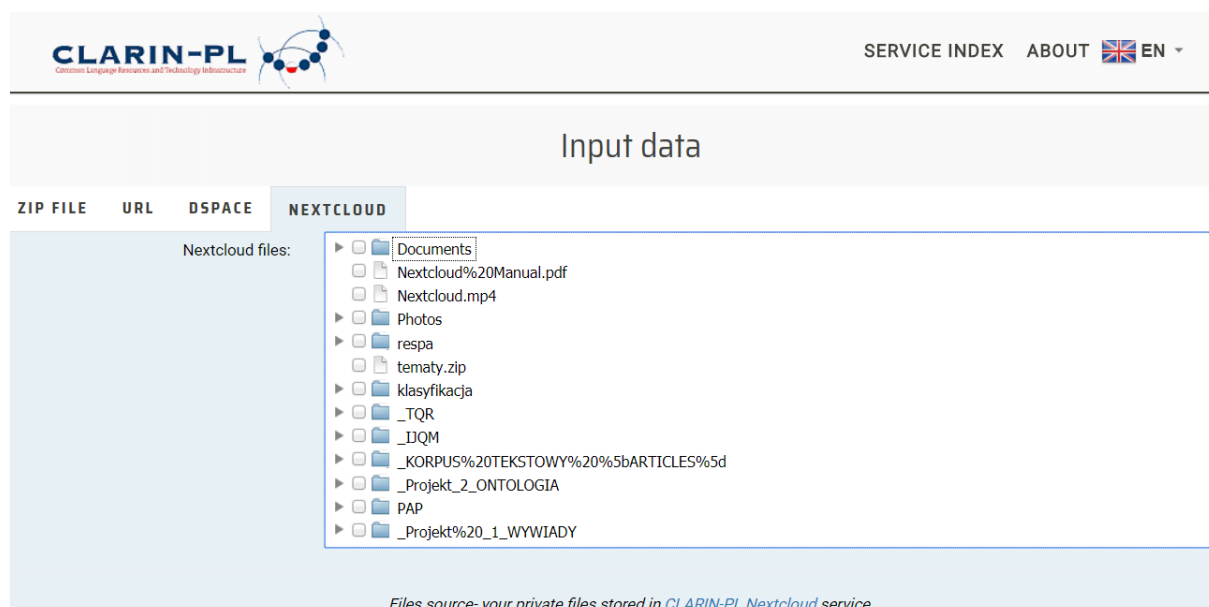 CLARIN-PL
Common Language Resources and Technology Infrastructure
SERVICE INDEX ABOUT EN
Input data
ZIP FILE URL DSPACE NEXTCLOUD
Nextcloud files:
Documents
Nextcloud%20Manual.pdf
Nextcloud.mp4
Photos
respa
tematy.zip
klasyfikacja
_TQR
_IJQM
_KORPUS%20TEKSTOWY%20%5bARTICLES%5d
_Projekt_2_ONTOLOGIA
PAP
_Projekt%20_1_WYWIADY
Files source- your private files stored in CLARIN-PL Nextcloud service